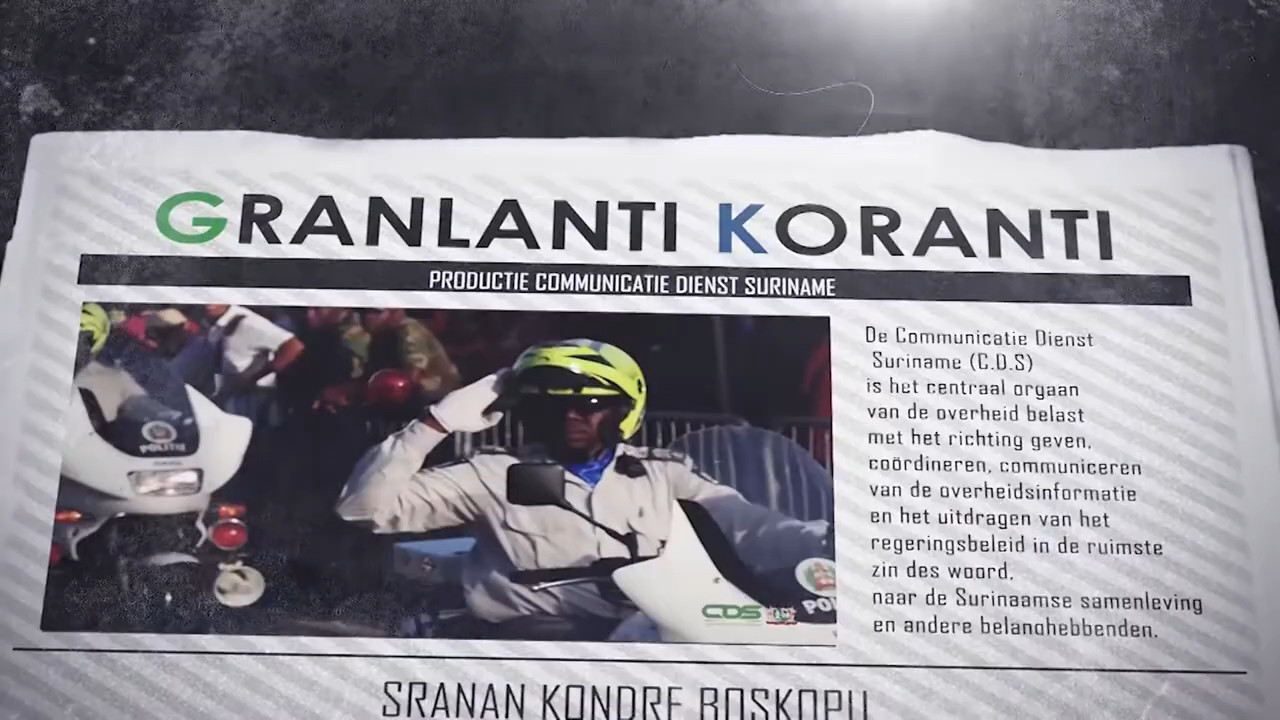 GRANLANTI KORANTI
PRODUCTIE COMMUNICATIE DIENST SURINAME
POLITIE
CDS
De Communicatie Dienst
Suriname (C.D.S)
is het centraal orgaan
van de overheid belast
met het richting geven,
coördineren, communiceren
van de overheidsinformatie
en het uitdragen van het
regeringsbeleid in de ruimste
zin des woord,
naar de Surinaamse samenleving
en andere belanghebbenden.
SRANAN KONDRE BOSKOPU